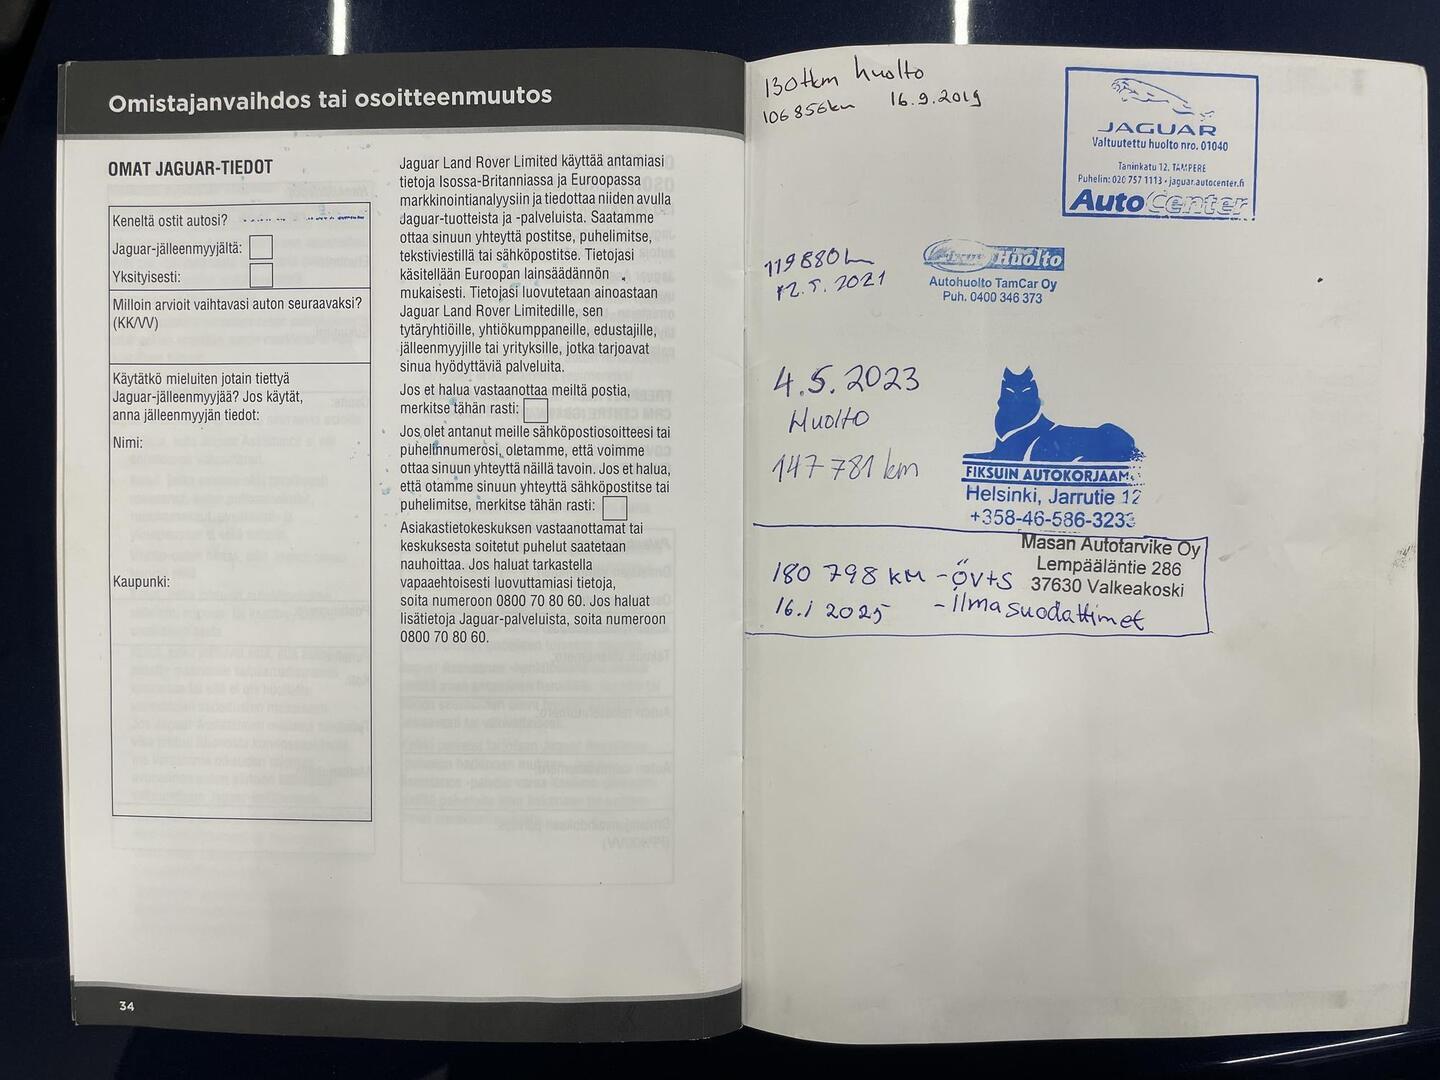 Omistajanvaihdos tai osoitteenmuutos
OMAT JAGUAR-TIEDOT
Keneltä ostit autosi?
Jaguar-jälleenmyyjältä:
Yksityisesti:
Milloin arvioit vaihtavasi auton seuraavaksi?
(KK/VV)
Käytätkö mieluiten jotain tiettyä
Jaguar-jälleenmyyjää? Jos käytät,
anna jälleenmyyjän tiedot:
Nimi:
Kaupunki:
Jaguar Land Rover Limited käyttää antamiasi
tietoja Isossa-Britanniassa ja Euroopassa
markkinointianalyysiin ja tiedottaa niiden avulla
Jaguar-tuotteista ja -palveluista. Saatamme
ottaa sinuun yhteyttä postitse, puhelimitse,
tekstiviestillä tai sähköpostitse. Tietojasi
käsitellään Euroopan lainsäädännön
mukaisesti. Tietojasi luovutetaan ainoastaan
Jaguar Land Rover Limitedille, sen
tytäryhtiöille, yhtiökumppaneille, edustajille,
jälleenmyyjille tai yrityksille, jotka tarjoavat
sinua hyödyttäviä palveluita.
Jos et halua vastaanottaa meiltä postia,
merkitse tähän rasti:
Jos olet antanut meille sähköpostiosoitteesi tai
puhelinnumerosi, oletamme, että voimme
ottaa sinuun yhteyttä näillä tavoin. Jos et halua,
että otamme sinuun yhteyttä sähköpostitse tai
puhelimitse, merkitse tähän rasti:
Asiakastietokeskuksen vastaanottamat tai
keskuksesta soitetut puhelut saatetaan
nauhoittaa. Jos haluat tarkastella
vapaaehtoisesti luovuttamiasi tietoja,
soita numeroon 0800 70 80 60. Jos haluat
lisätietoja Jaguar-palveluista, soita numeroon
0800 70 80 60.
34
130tkm huolto
106856km 16.9.2019
JAGUAR
Valtuutettu huolto nro. 01040
Taninkatu 12, TAMPERE
Puhelin: 020 757 1113 • jaguar.autocenter.fi
AutoCenter
119880km
12.5.2021
Huolto
Autohuolto TamCar Oy
Puh. 0400 346 373
4.5.2023
Huolto
147 781 km
FIKSUIN AUTOKORJAAM
Helsinki, Jarrutie 12
+358-46-586-3233
Masan Autotarvike Oy
Lempääläntie 286
37630 Valkeakoski
180 798 KM - ÖV+S
16.1 2025 - Ilmasuodattimet